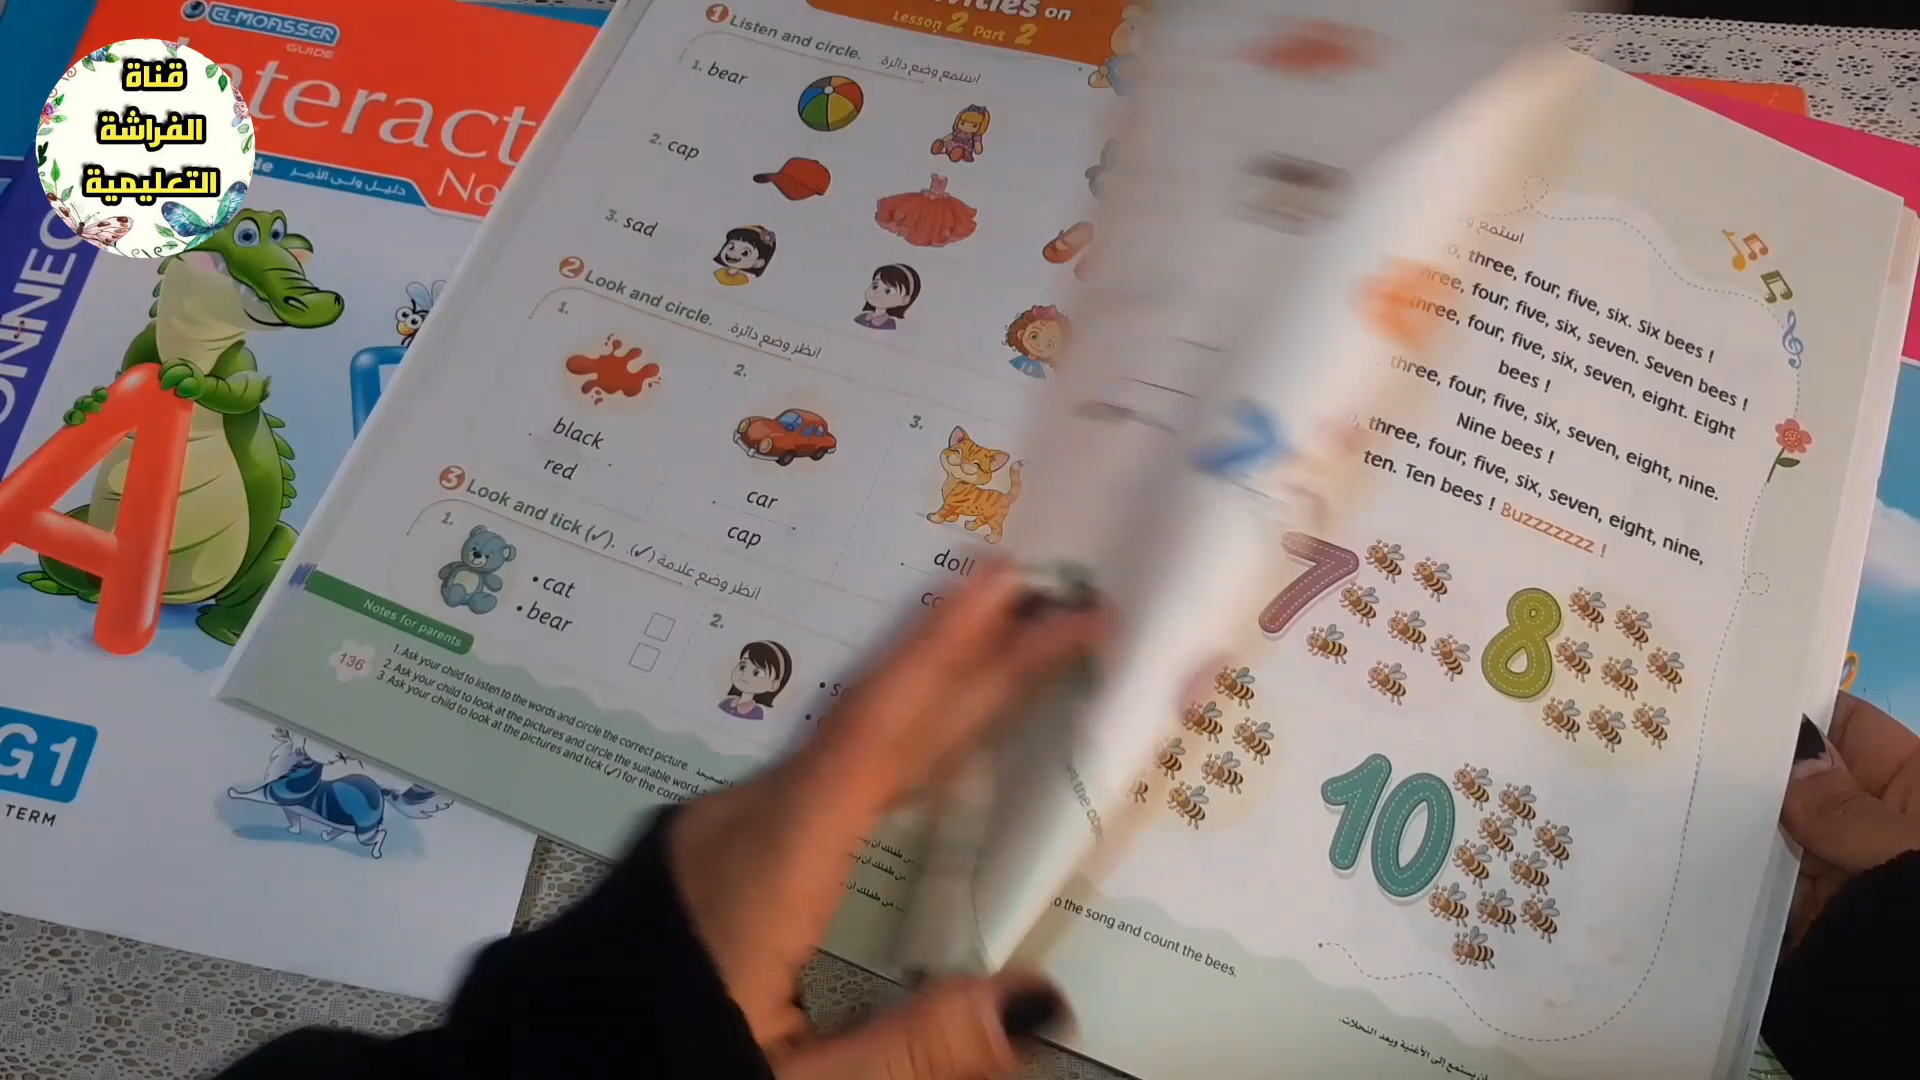 قناة
الفراشة
التعليمية
EL-MOASSER
GUIDE
دليل ولى الأمر
G1
TERM
on
Lesson 2 Part 2
1 Listen and circle. استمع وضع دائرة.
1. bear
2. cap
3. sad
2 Look and circle. انظر وضع دائرة.
1.
black
red
2.
car
cap
3.
doll
3 Look and tick (✓). انظر وضع علامة (✓).
1.
• cat
• bear
2.
Notes for parents
136
1. Ask your child to listen to the words and circle the correct picture.
2. Ask your child to look at the pictures and circle the suitable word.
3. Ask your child to look at the pictures and tick (✓) for the
استمع
three, four, five, six. Six bees !
four, five, six, seven. Seven bees !
three, four, five, six, seven, eight. Eight
bees !
three, four, five, six, seven, eight, nine.
Nine bees !
three, four, five, six, seven, eight, nine,
ten. Ten bees ! Buzzzzzzz !
7
8
10
the song and count the bees.
يستمع إلى الأغنية ويعد النحلات.